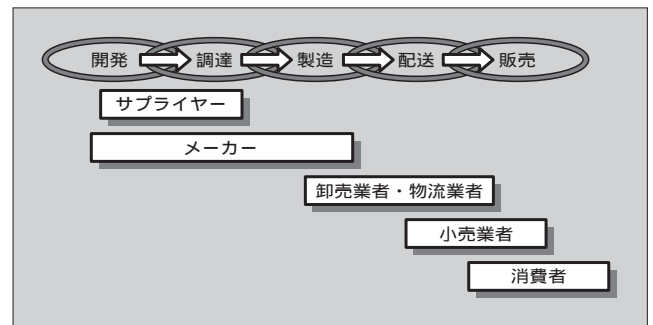 開発 調達 製造 配送 販売
サプライヤー
メーカー
卸売業者・物流業者
小売業者
消費者